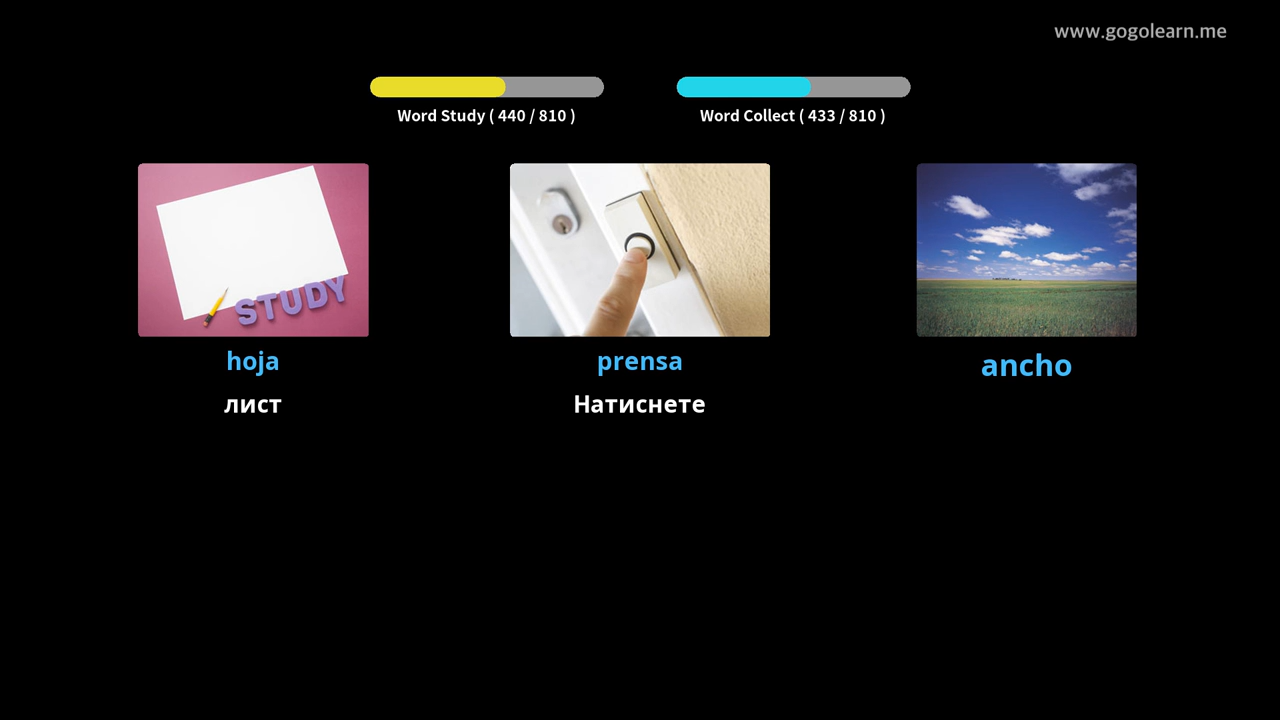 www.gogolearn.me
Word Study ( 440 / 810 )
Word Collect ( 433 / 810 )
STUDY
hoja
prensa
ancho
лист
Натиснете